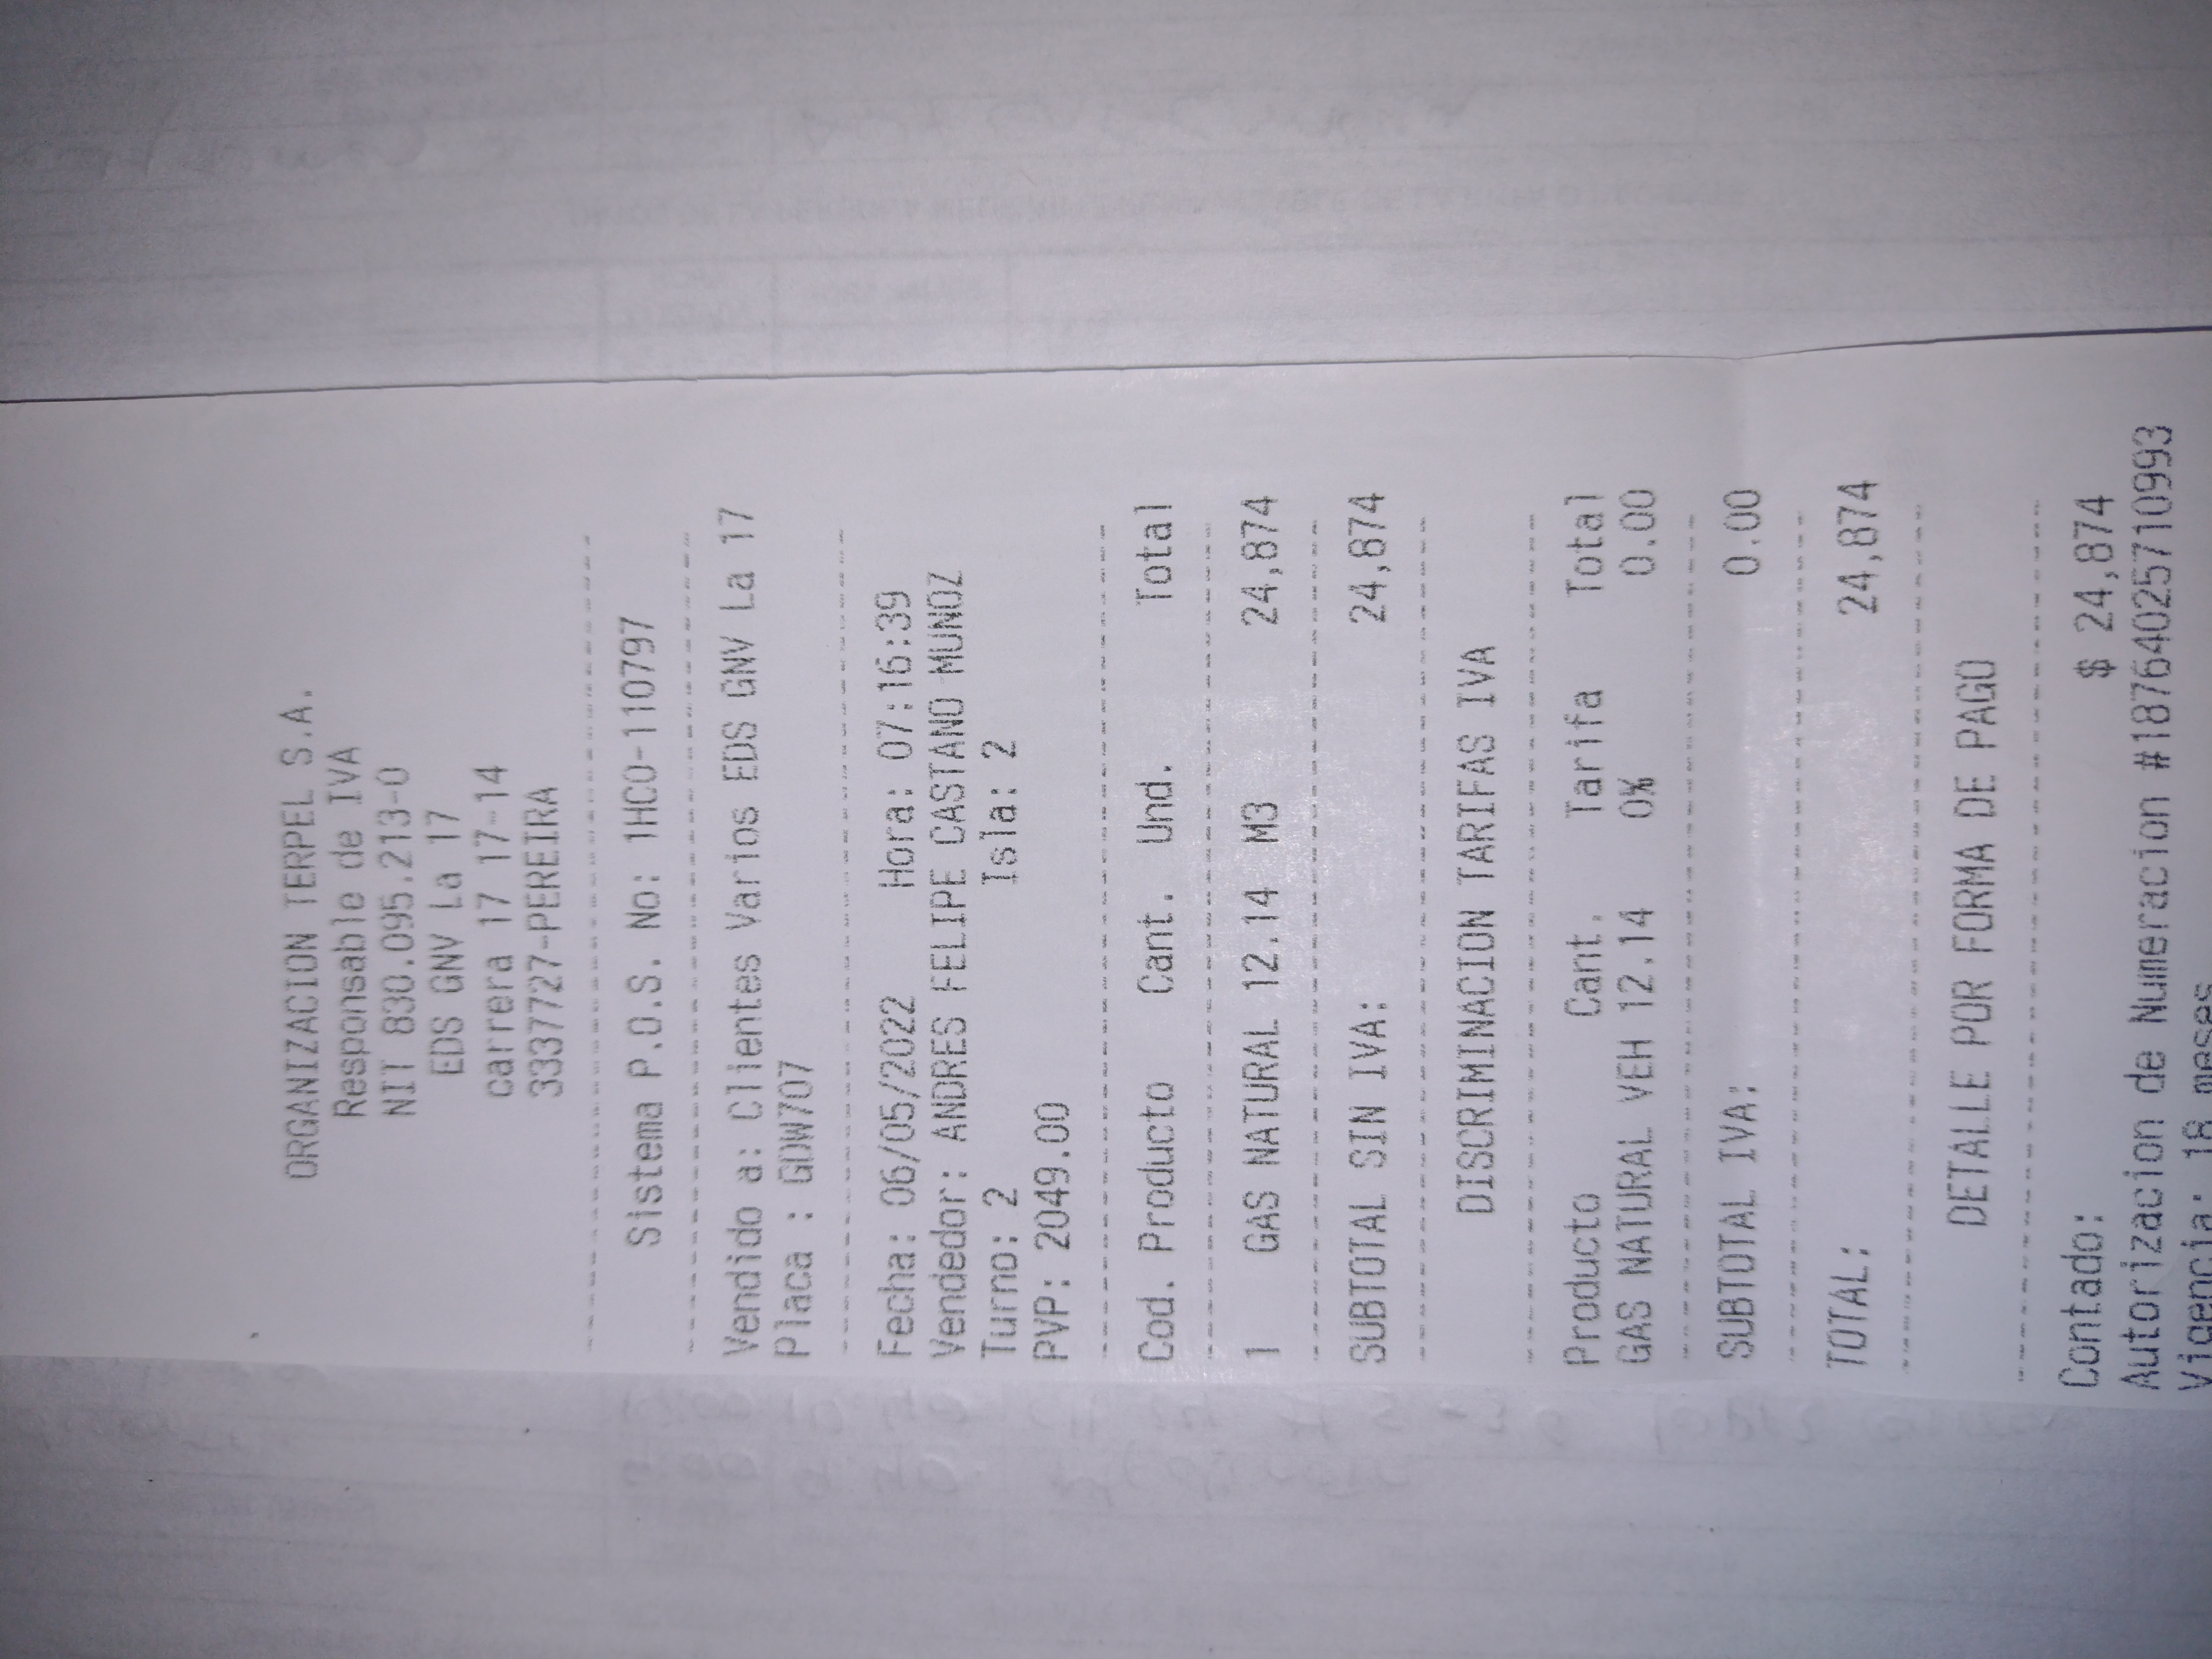 ORGANIZACION TERPEL S.A.
Responsable de IVA
NIT 830.095.213-0
EDS GNV La 17
carrera 17 17-14
3337727-PEREIRA
Sistema P.O.S. No: 1HCO-110797
Vendido a: Clientes Varios EDS GNV La 17
Placa : GDW707
Fecha: 06/05/2022 Hora: 07:16:39
Vendedor: ANDRES FELIPE CASTANO MUNOZ
Turno: 2 Isla: 2
PVP: 2049.00
Cod. Producto Cant. Und. Total
1 GAS NATURAL 12.14 M3 24,874
SUBTOTAL SIN IVA: 24,874
DISCRIMINACION TARIFAS IVA
Producto Cant. Tarifa Total
GAS NATURAL VEH 12.14 0% 0.00
SUBTOTAL IVA: 0.00
TOTAL: 24,874
DETALLE POR FORMA DE PAGO
Contado: $ 24,874
Autorizacion de Numeracion #18764025710993
Vigencia: 18 meses